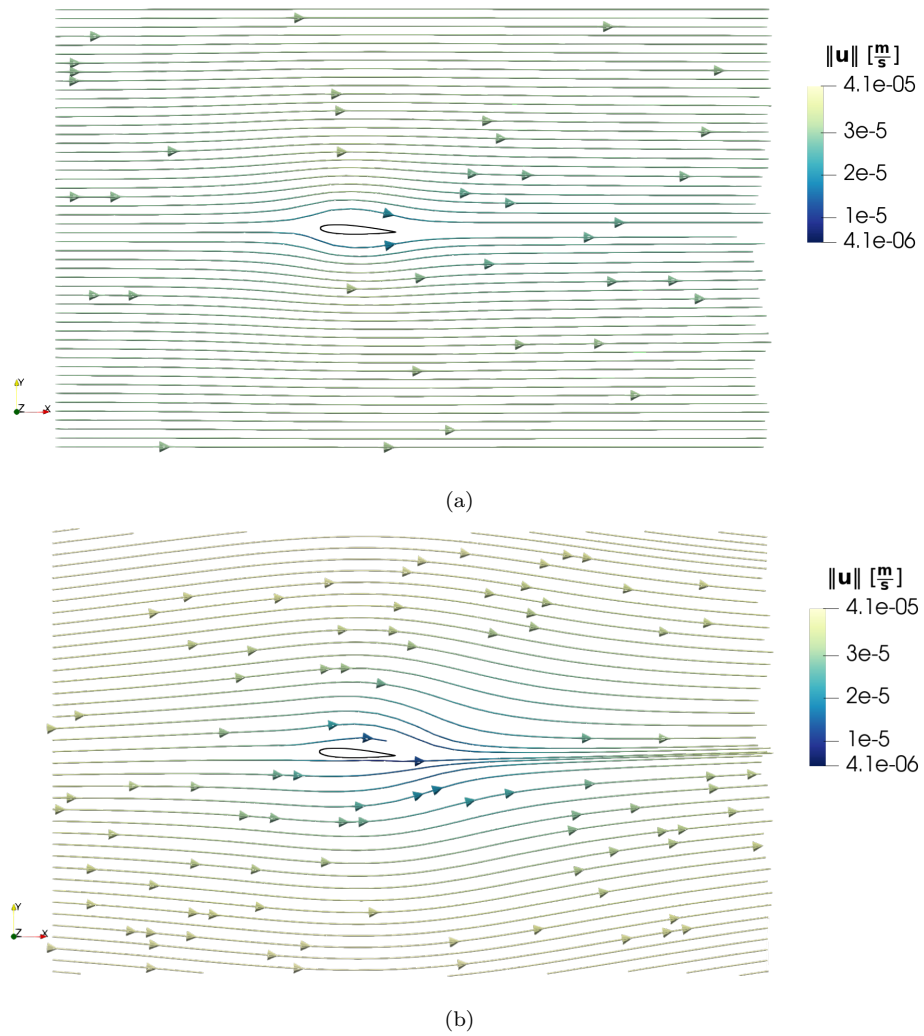 ‖u‖ [m/s]
4.1e-05
3e-5
2e-5
1e-5
4.1e-06
Y
Z X
(a)
‖u‖ [m/s]
4.1e-05
3e-5
2e-5
1e-5
4.1e-06
Y
Z X
(b)